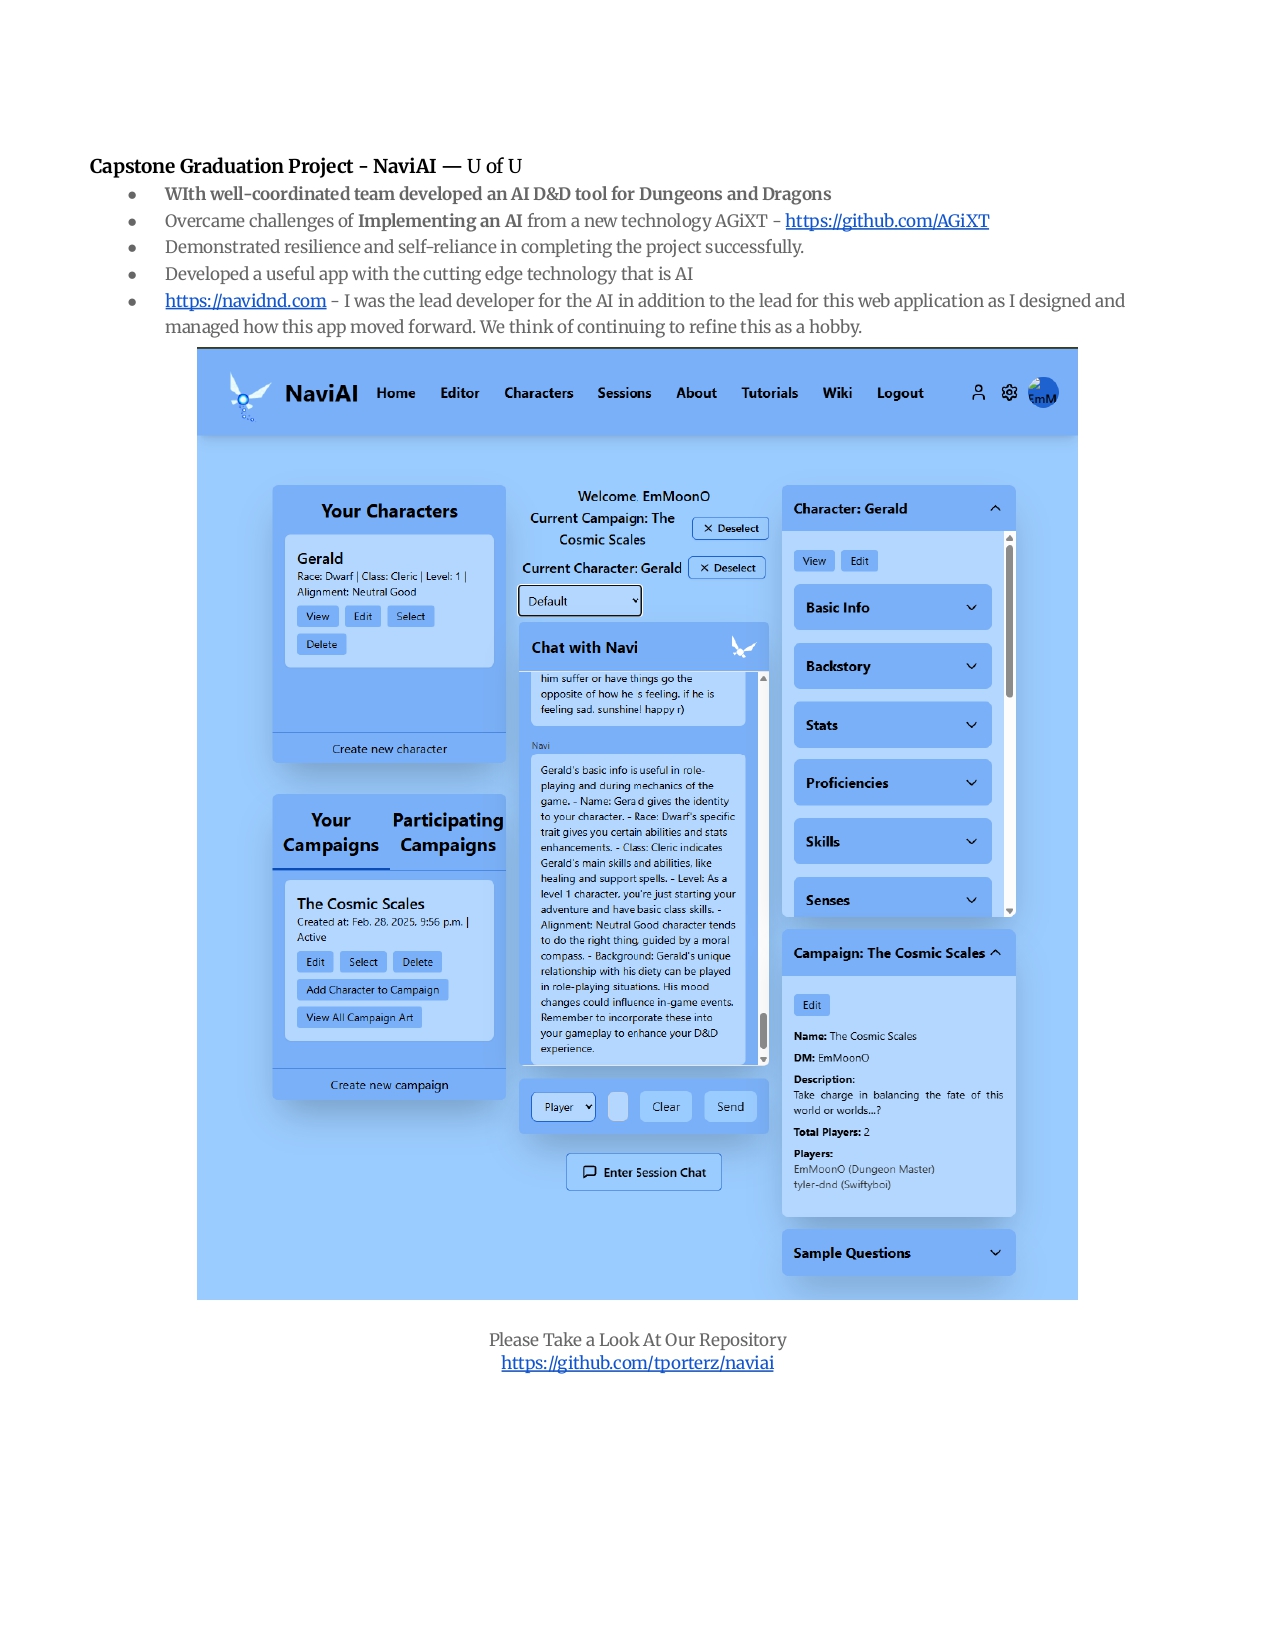 Capstone Graduation Project - NaviAI — U of U
● WIth well-coordinated team developed an AI D&D tool for Dungeons and Dragons
● Overcame challenges of Implementing an AI from a new technology AGiXT - https://github.com/AGiXT
● Demonstrated resilience and self-reliance in completing the project successfully.
● Developed a useful app with the cutting edge technology that is AI
● https://navidnd.com - I was the lead developer for the AI in addition to the lead for this web application as I designed and
managed how this app moved forward. We think of continuing to refine this as a hobby.
NaviAI Home Editor Characters Sessions About Tutorials Wiki Logout
EmM
Your Characters
Gerald
Race: Dwarf | Class: Cleric | Level: 1 |
Alignment: Neutral Good
View Edit Select
Delete
Create new character
Your
Campaigns
Participating
Campaigns
The Cosmic Scales
Created at: Feb. 28, 2025, 9:56 p.m. |
Active
Edit Select Delete
Add Character to Campaign
View All Campaign Art
Create new campaign
Welcome, EmMoonO
Current Campaign: The
Cosmic Scales
Deselect
Current Character: Gerald
Deselect
Default
Chat with Navi
him suffer or have things go the
opposite of how he is feeling. if he is
feeling sad, sunshine! happy r)
Navi
Gerald's basic info is useful in role-
playing and during mechanics of the
game. - Name: Gerald gives the identity
to your character. - Race: Dwarf's specific
trait gives you certain abilities and stats
enhancements. - Class: Cleric indicates
Gerald's main skills and abilities, like
healing and support spells. - Level: As a
level 1 character, you're just starting your
adventure and have basic class skills. -
Alignment: Neutral Good character tends
to do the right thing, guided by a moral
compass. - Background: Gerald's unique
relationship with his diety can be played
in role-playing situations. His mood
changes could influence in-game events.
Remember to incorporate these into
your gameplay to enhance your D&D
experience.
Player Clear Send
Enter Session Chat
Character: Gerald
View Edit
Basic Info
Backstory
Stats
Proficiencies
Skills
Senses
Campaign: The Cosmic Scales
Edit
Name: The Cosmic Scales
DM: EmMoonO
Description:
Take charge in balancing the fate of this
world or worlds...?
Total Players: 2
Players:
EmMoonO (Dungeon Master)
tyler-dnd (Swiftyboi)
Sample Questions
Please Take a Look At Our Repository
https://github.com/tporterz/naviai